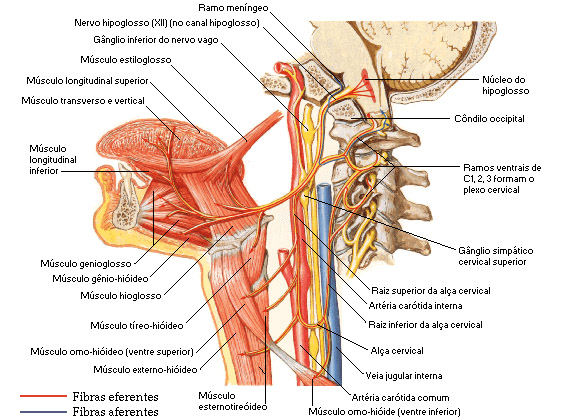 Ramo meníngeo
Nervo hipoglosso (XII) (no canal hipoglosso)
Gânglio inferior do nervo vago
Músculo estiloglosso
Músculo longitudinal superior
Músculo transverso e vertical
Músculo
longitudinal
inferior
Músculo genioglosso
Músculo gênio-hióideo
Músculo hioglosso
Músculo tíreo-hióideo
Músculo omo-hióideo (ventre superior)
Músculo externo-hióideo
Músculo
esternotireóideo
Núcleo do
hipoglosso
Côndilo occipital
Ramos ventrais de
C1, 2, 3 formam o
plexo cervical
Gânglio simpático
cervical superior
Raiz superior da alça cervical
Artéria carótida interna
Raiz inferior da alça cervical
Alça cervical
Veia jugular interna
Artéria carótida comum
Músculo omo-hióide (ventre inferior)
Fibras eferentes
Fibras aferentes